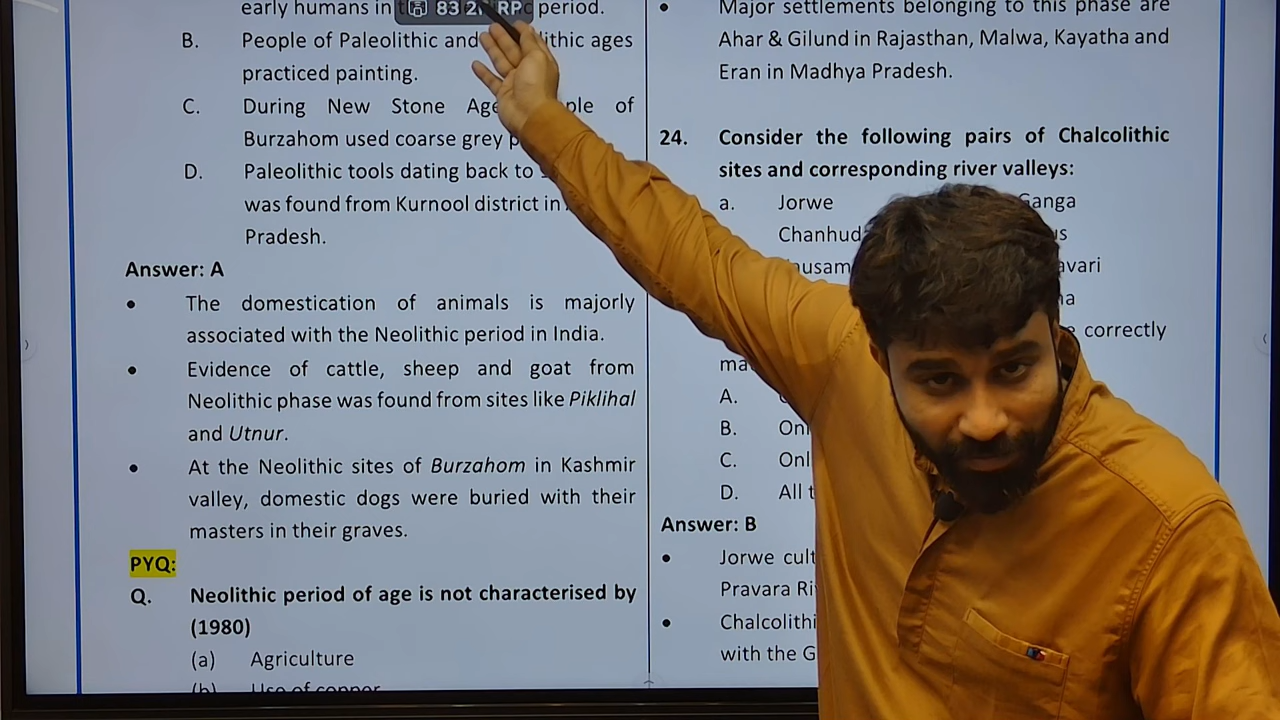 early humans in period.
83 2 RP
B. People of Paleolithic and lithic ages
practiced painting.
C. During New Stone Age of
Burzahom used coarse grey
D. Paleolithic tools dating back to
was found from Kurnool district in
Pradesh.
Answer: A
• The domestication of animals is majorly
associated with the Neolithic period in India.
• Evidence of cattle, sheep and goat from
Neolithic phase was found from sites like Piklihal
and Utnur.
• At the Neolithic sites of Burzahom in Kashmir
valley, domestic dogs were buried with their
masters in their graves.
PYQ:
Q. Neolithic period of age is not characterised by
(1980)
(a) Agriculture
(b) Use of copper
• Major settlements belonging to this phase are
Ahar & Gilund in Rajasthan, Malwa, Kayatha and
Eran in Madhya Pradesh.
24. Consider the following pairs of Chalcolithic
sites and corresponding river valleys:
a. Jorwe Ganga
Chanhud
correctly
A.
B.
C.
D. All
Answer: B
• Jorwe
Pravara
•
with the